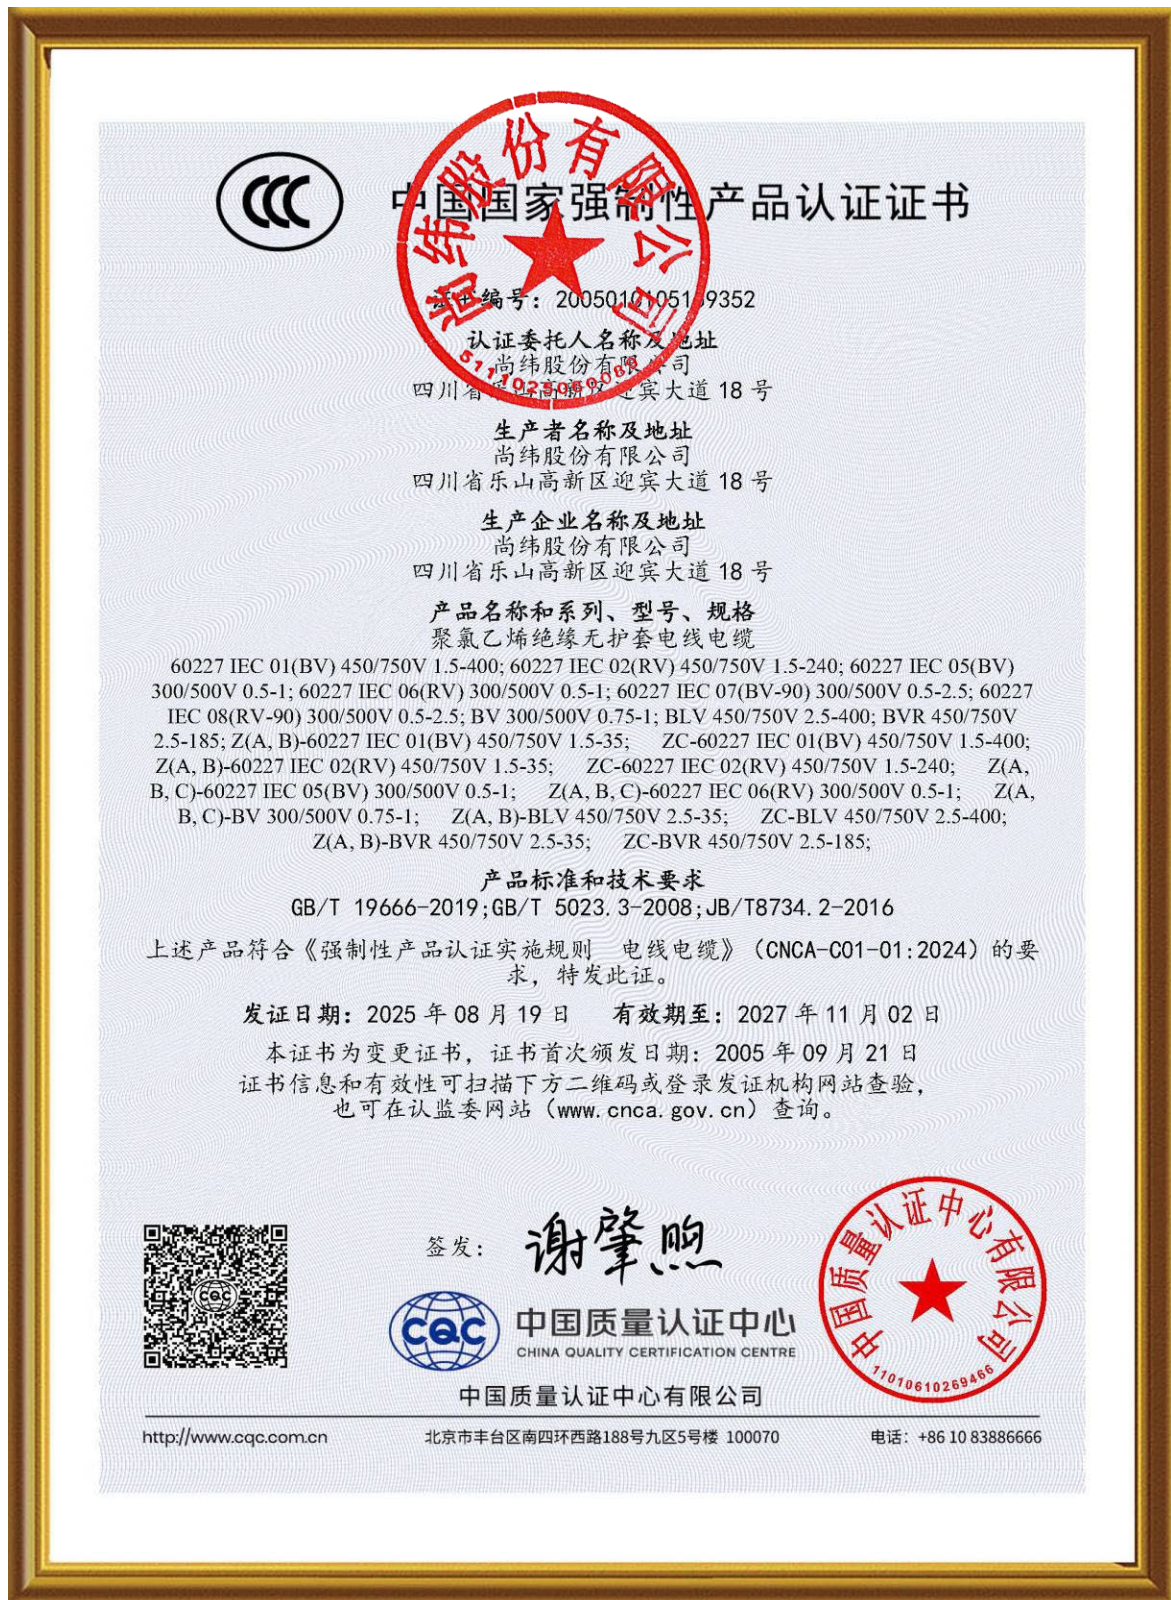 中国国家强制性产品认证证书
尚纬股份有限公司
证书编号：2005010105159352
认证委托人名称及地址
尚纬股份有限公司
四川省乐山高新区迎宾大道 18 号
生产者名称及地址
尚纬股份有限公司
四川省乐山高新区迎宾大道 18 号
生产企业名称及地址
尚纬股份有限公司
四川省乐山高新区迎宾大道 18 号
产品名称和系列、型号、规格
聚氯乙烯绝缘无护套电线电缆
60227 IEC 01(BV) 450/750V 1.5-400; 60227 IEC 02(RV) 450/750V 1.5-240; 60227 IEC 05(BV)
300/500V 0.5-1; 60227 IEC 06(RV) 300/500V 0.5-1; 60227 IEC 07(BV-90) 300/500V 0.5-2.5; 60227
IEC 08(RV-90) 300/500V 0.5-2.5; BV 300/500V 0.75-1; BLV 450/750V 2.5-400; BVR 450/750V
2.5-185; Z(A, B)-60227 IEC 01(BV) 450/750V 1.5-35; ZC-60227 IEC 01(BV) 450/750V 1.5-400;
Z(A, B)-60227 IEC 02(RV) 450/750V 1.5-35; ZC-60227 IEC 02(RV) 450/750V 1.5-240; Z(A,
B, C)-60227 IEC 05(BV) 300/500V 0.5-1; Z(A, B, C)-60227 IEC 06(RV) 300/500V 0.5-1; Z(A,
B, C)-BV 300/500V 0.75-1; Z(A, B)-BLV 450/750V 2.5-35; ZC-BLV 450/750V 2.5-400;
Z(A, B)-BVR 450/750V 2.5-35; ZC-BVR 450/750V 2.5-185;
产品标准和技术要求
GB/T 19666-2019;GB/T 5023.3-2008;JB/T8734.2-2016
上述产品符合《强制性产品认证实施规则 电线电缆》（CNCA-C01-01:2024）的要
求，特发此证。
发证日期：2025 年 08 月 19 日 有效期至：2027 年 11 月 02 日
本证书为变更证书，证书首次颁发日期：2005 年 09 月 21 日
证书信息和有效性可扫描下方二维码或登录发证机构网站查验，
也可在认监委网站（www.cnca.gov.cn）查询。
签发：
谢肇煦
CQC
中国质量认证中心
CHINA QUALITY CERTIFICATION CENTRE
中国质量认证中心有限公司
中国质量认证中心有限公司
11010610269466
http://www.cqc.com.cn
北京市丰台区南四环西路188号九区5号楼 100070
电话：+86 10 83886666